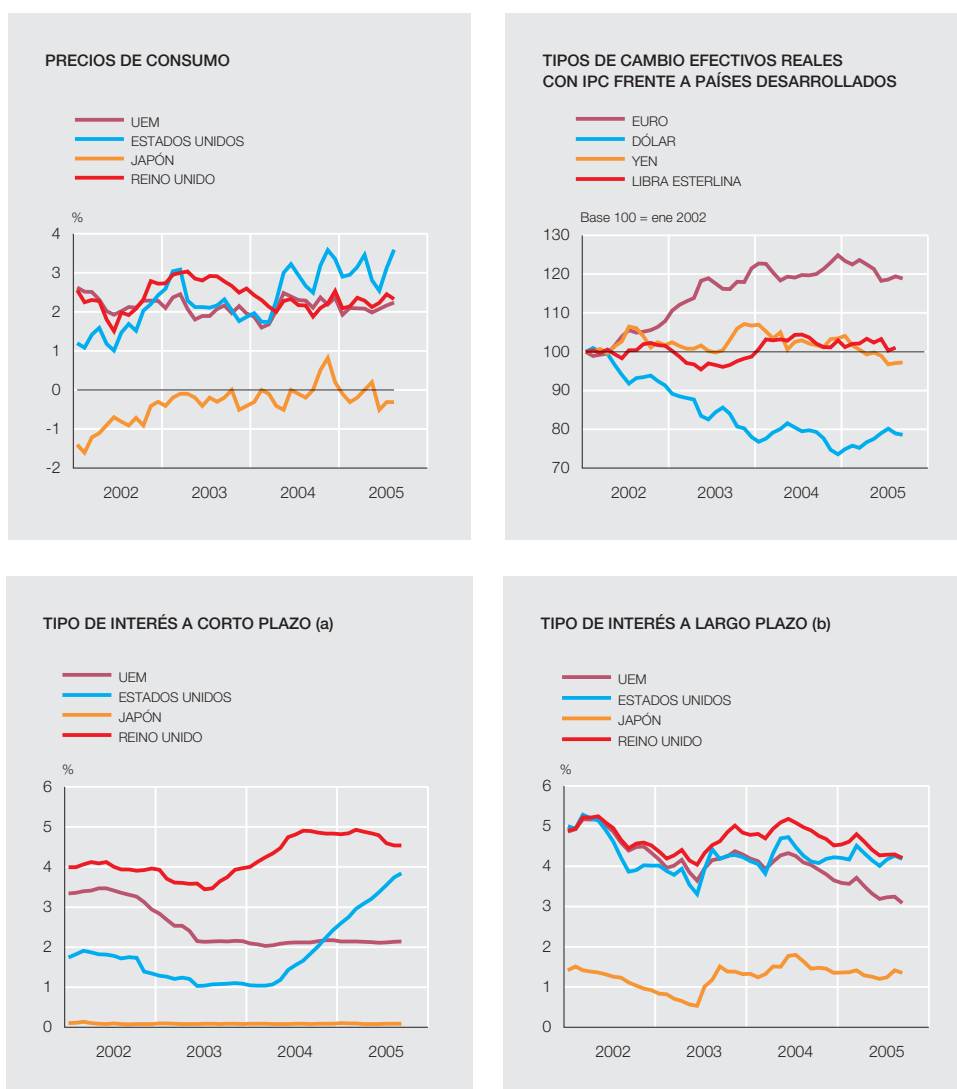 PRECIOS DE CONSUMO
UEM
ESTADOS UNIDOS
JAPÓN
REINO UNIDO
%
4
3
2
1
0
-1
-2
2002 2003 2004 2005
TIPOS DE CAMBIO EFECTIVOS REALES
CON IPC FRENTE A PAÍSES DESARROLLADOS
EURO
DÓLAR
YEN
LIBRA ESTERLINA
Base 100 = ene 2002
130
120
110
100
90
80
70
2002 2003 2004 2005
TIPO DE INTERÉS A CORTO PLAZO (a)
UEM
ESTADOS UNIDOS
JAPÓN
REINO UNIDO
%
6
5
4
3
2
1
0
2002 2003 2004 2005
TIPO DE INTERÉS A LARGO PLAZO (b)
UEM
ESTADOS UNIDOS
JAPÓN
REINO UNIDO
%
6
5
4
3
2
1
0
2002 2003 2004 2005